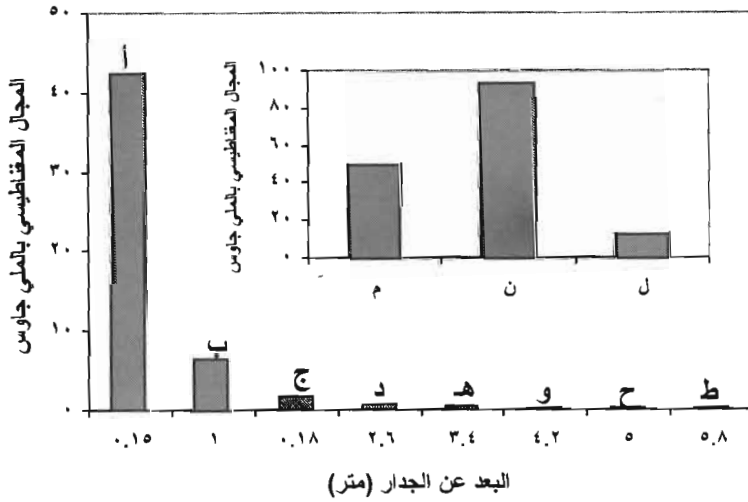 ٥٠
٤٠
٣٠
٢٠
١٠
٠
المجال المغناطيسي بالملي جاوس
أ
ب
ج
د
هـ
و
ح
ط
٠.١٥
١
٠.١٨
٢.٦
٣.٤
٤.٢
٥
٥.٨
البعد عن الجدار (متر)
١٠٠
٨٠
٦٠
٤٠
٢٠
٠
المجال المغناطيسي بالملي جاوس
م
ن
ل